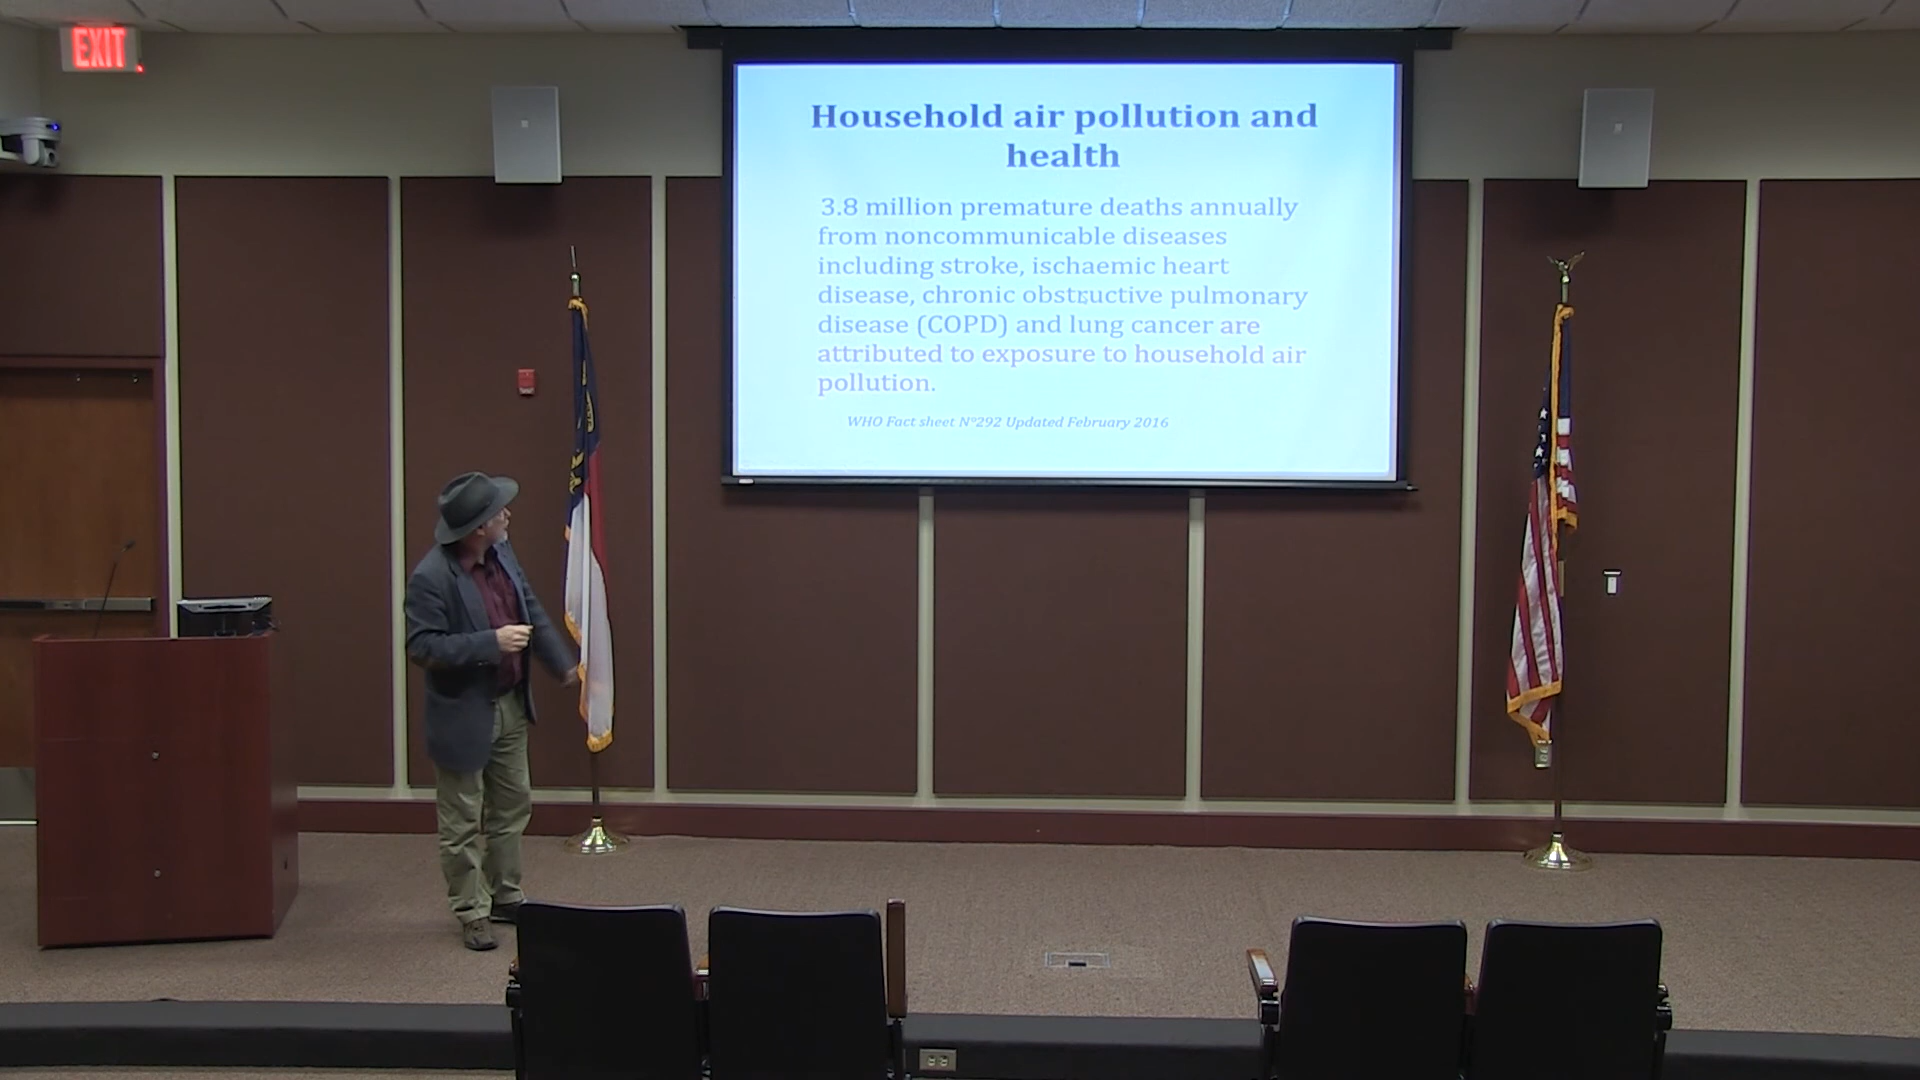 EXIT
Household air pollution and
health
3.8 million premature deaths annually
from noncommunicable diseases
including stroke, ischaemic heart
disease, chronic obstructive pulmonary
disease (COPD) and lung cancer are
attributed to exposure to household air
pollution.
WHO Fact sheet N°292 Updated February 2016